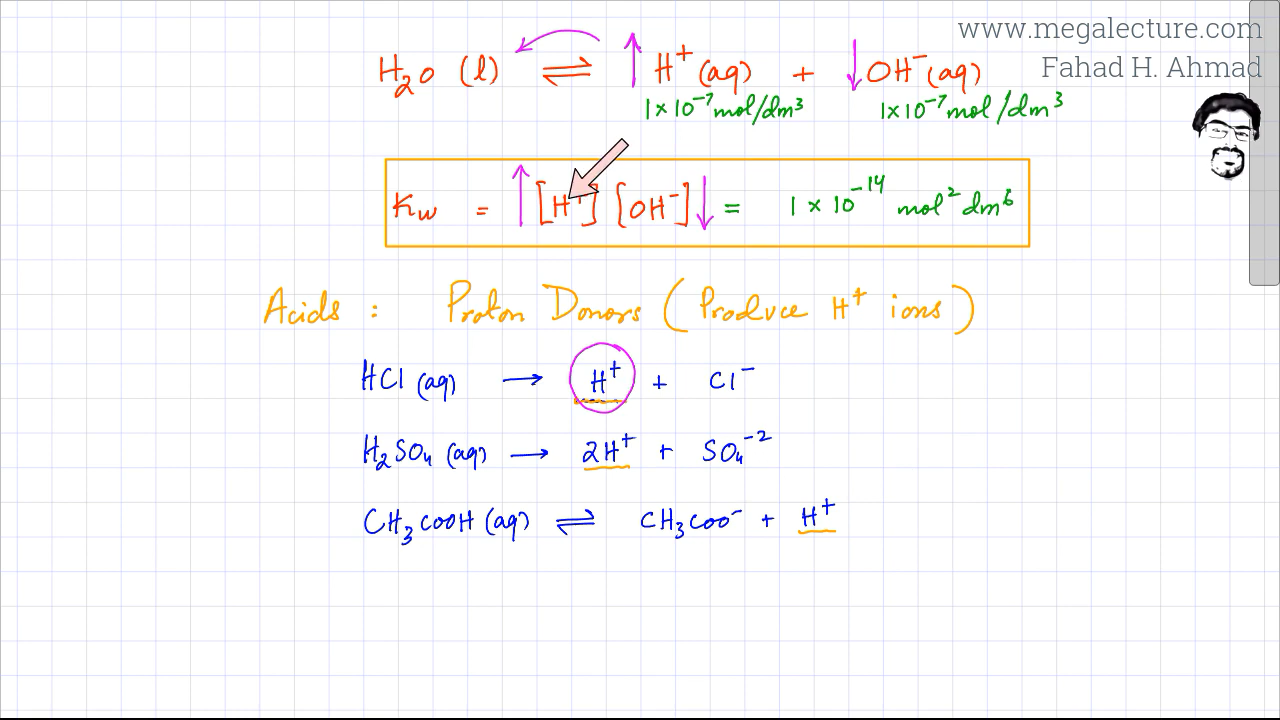 www.megalecture.com
Fahad H. Ahmad
H₂O (l) ⇌ ↑ H⁺(aq) + ↓ OH⁻(aq)
1 × 10⁻⁷ mol/dm³ 1 × 10⁻⁷ mol/dm³
Kw = ↑ [H⁺] [OH⁻] ↓ = 1 × 10⁻¹⁴ mol² dm⁶
Acids : Proton Donors (Produce H⁺ ions)
HCl (aq) → H⁺ + Cl⁻
H₂SO₄ (aq) → 2H⁺ + SO₄⁻²
CH₃COOH (aq) ⇌ CH₃COO⁻ + H⁺